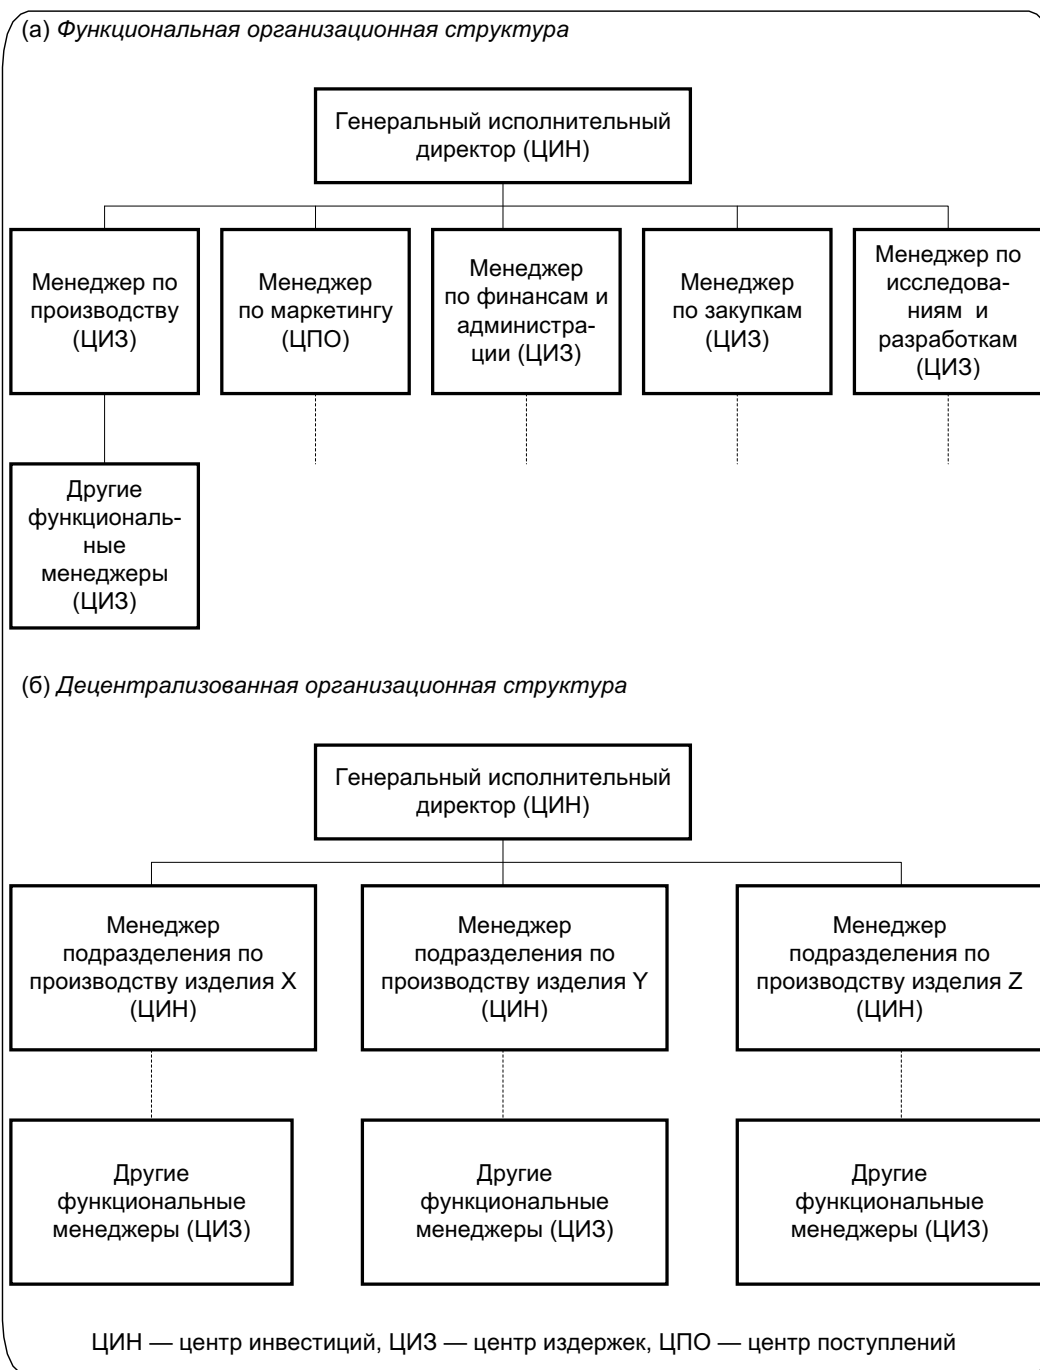 (а) Функциональная организационная структура
Генеральный исполнительный
директор (ЦИН)
Менеджер по
производству
(ЦИЗ)
Менеджер
по маркетингу
(ЦПО)
Менеджер
по финансам и
администра-
ции (ЦИЗ)
Менеджер
по закупкам
(ЦИЗ)
Менеджер по
исследова-
ниям и
разработкам
(ЦИЗ)
Другие
функциональ-
ные
менеджеры
(ЦИЗ)
(б) Децентрализованная организационная структура
Генеральный исполнительный
директор (ЦИН)
Менеджер
подразделения по
производству изделия X
(ЦИН)
Менеджер
подразделения по
производству изделия Y
(ЦИН)
Менеджер
подразделения по
производству изделия Z
(ЦИН)
Другие
функциональные
менеджеры (ЦИЗ)
Другие
функциональные
менеджеры (ЦИЗ)
Другие
функциональные
менеджеры (ЦИЗ)
ЦИН — центр инвестиций, ЦИЗ — центр издержек, ЦПО — центр поступлений